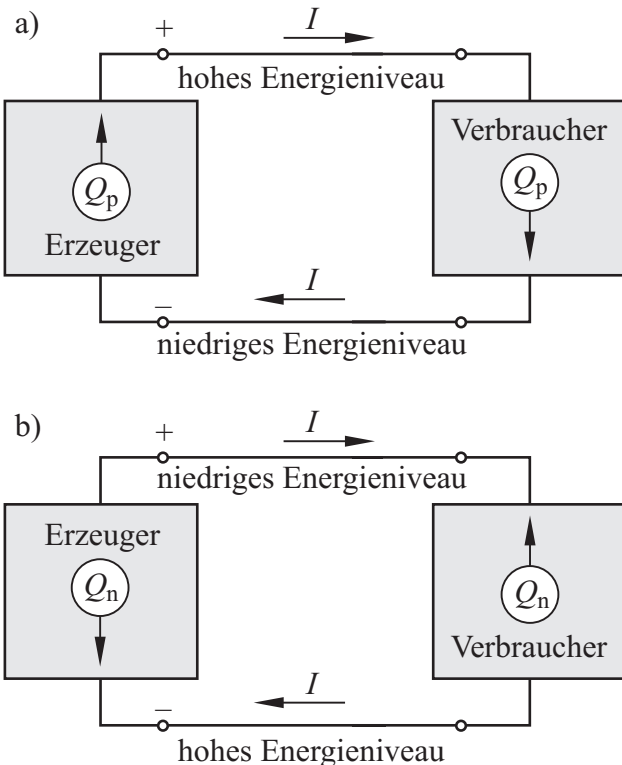 a)
+
I
hohes Energieniveau
Verbraucher
Qp
Qp
Erzeuger
I
–
niedriges Energieniveau
b)
+
I
niedriges Energieniveau
Erzeuger
Qn
Qn
Verbraucher
I
–
hohes Energieniveau